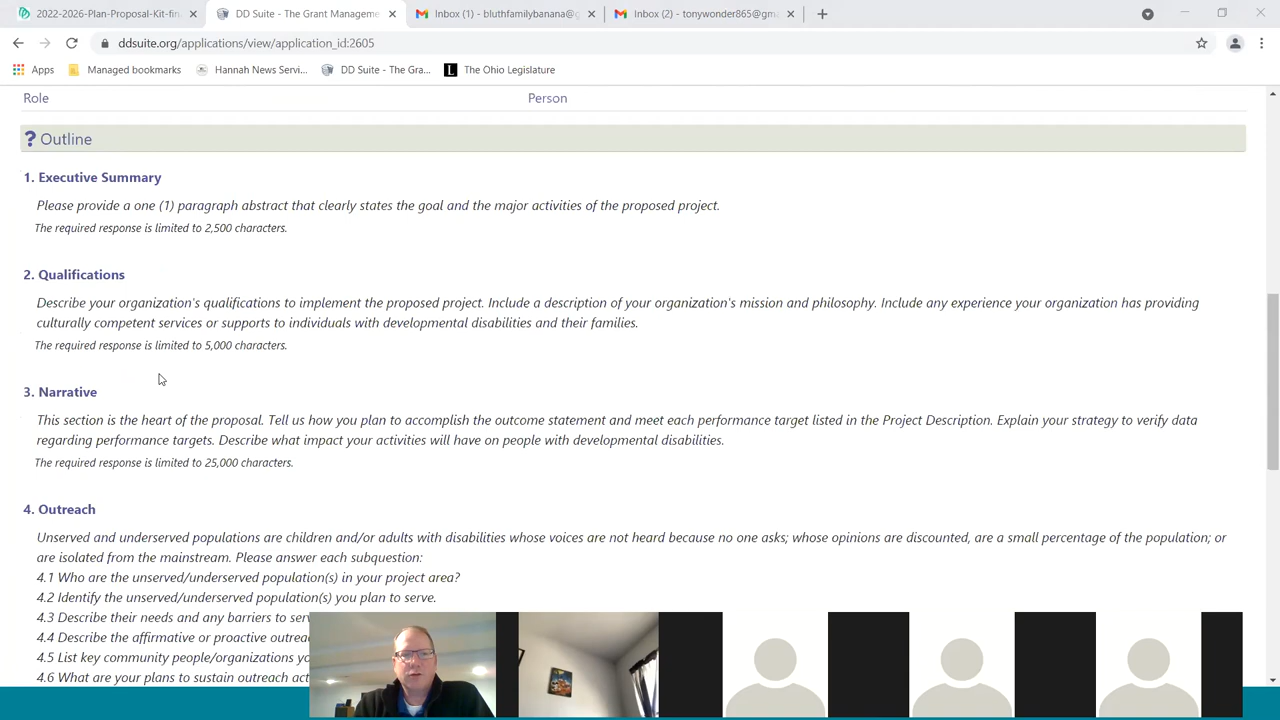 2022-2026-Plan-Proposal-Kit-fin
DD Suite - The Grant Manageme
Inbox (1) - bluthfamilybanana@g
Inbox (2) - tonywonder865@gma
ddsuite.org/applications/view/application_id:2605
Apps
Managed bookmarks
Hannah News Servi...
DD Suite - The Gra...
The Ohio Legislature
Role
Person
? Outline
1. Executive Summary
Please provide a one (1) paragraph abstract that clearly states the goal and the major activities of the proposed project.
The required response is limited to 2,500 characters.
2. Qualifications
Describe your organization's qualifications to implement the proposed project. Include a description of your organization's mission and philosophy. Include any experience your organization has providing
culturally competent services or supports to individuals with developmental disabilities and their families.
The required response is limited to 5,000 characters.
3. Narrative
This section is the heart of the proposal. Tell us how you plan to accomplish the outcome statement and meet each performance target listed in the Project Description. Explain your strategy to verify data
regarding performance targets. Describe what impact your activities will have on people with developmental disabilities.
The required response is limited to 25,000 characters.
4. Outreach
Unserved and underserved populations are children and/or adults with disabilities whose voices are not heard because no one asks; whose opinions are discounted, are a small percentage of the population; or
are isolated from the mainstream. Please answer each subquestion:
4.1 Who are the unserved/underserved population(s) in your project area?
4.2 Identify the unserved/underserved population(s) you plan to serve.
4.3 Describe their needs and any barriers to serv
4.4 Describe the affirmative or proactive outrea
4.5 List key community people/organizations yo
4.6 What are your plans to sustain outreach act